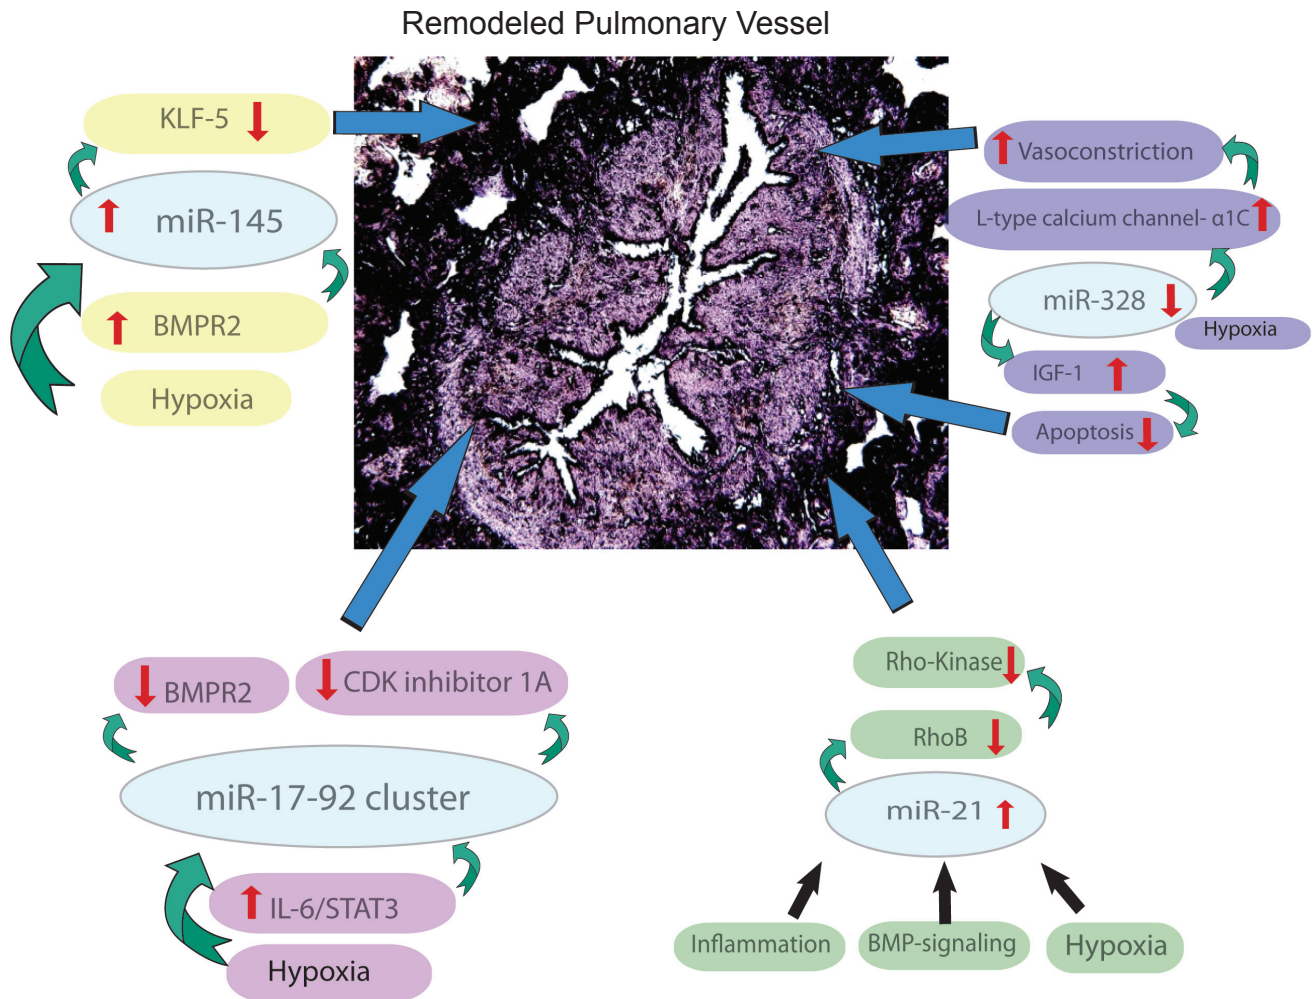 Remodeled Pulmonary Vessel
KLF-5
miR-145
BMPR2
Hypoxia
Vasoconstriction
L-type calcium channel- α1C
miR-328
Hypoxia
IGF-1
Apoptosis
BMPR2
CDK inhibitor 1A
miR-17-92 cluster
IL-6/STAT3
Hypoxia
Rho-Kinase
RhoB
miR-21
Inflammation
BMP-signaling
Hypoxia